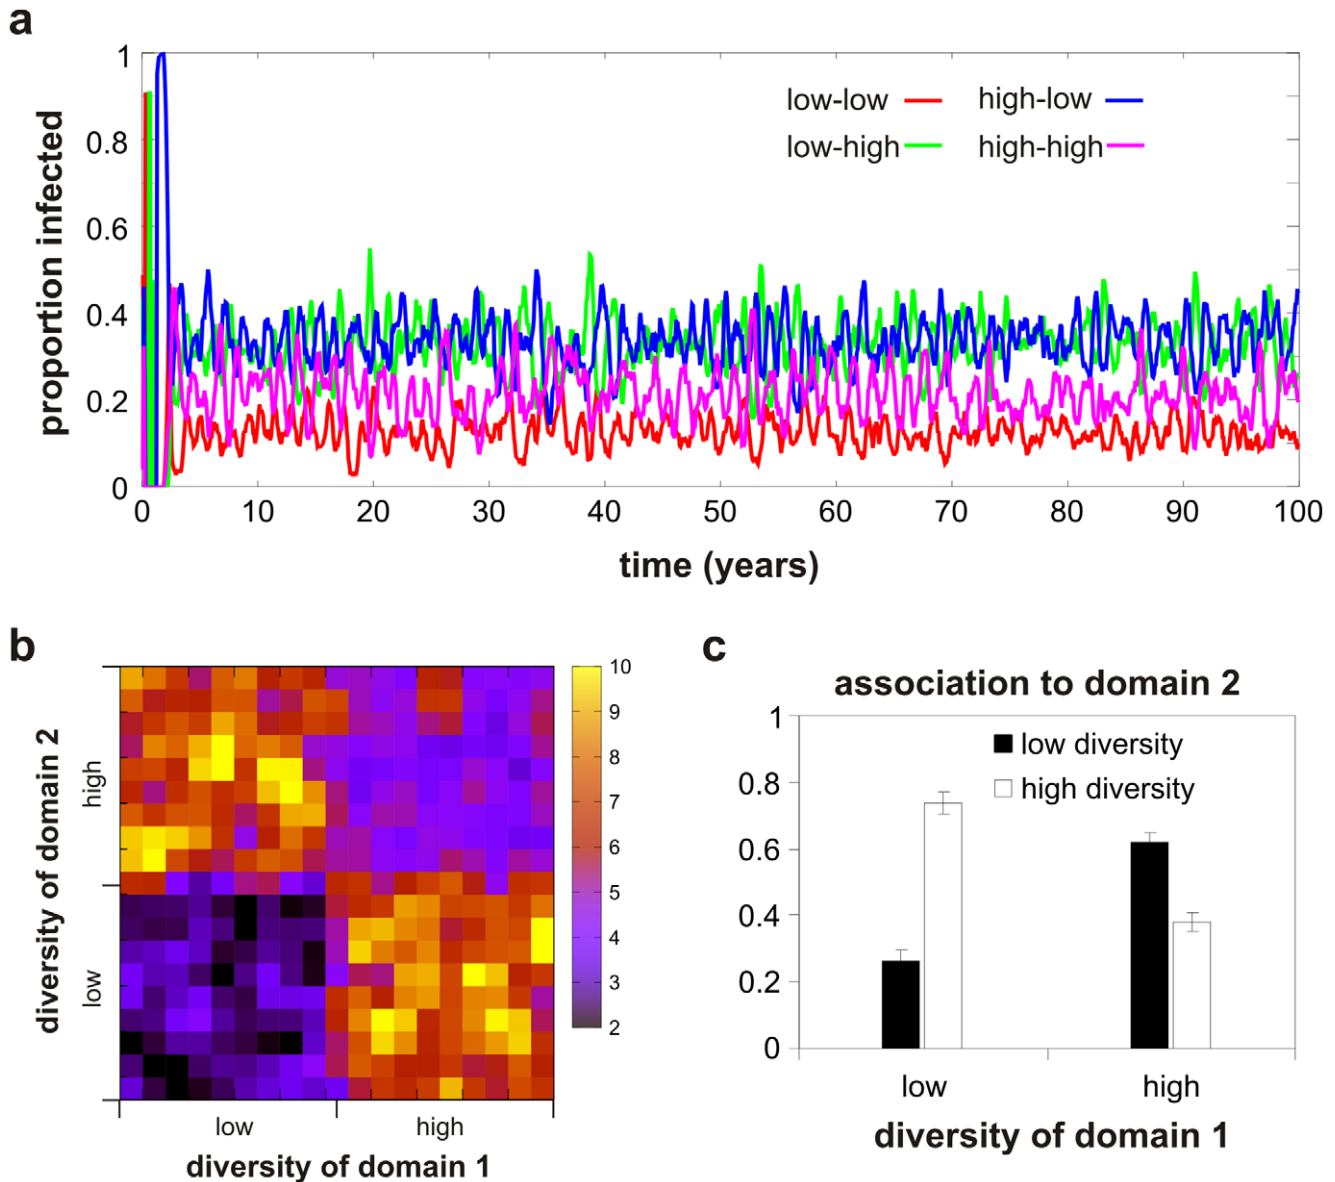 a
proportion infected
1
0.8
0.6
0.4
0.2
0
low-low
high-low
low-high
high-high
0 10 20 30 40 50 60 70 80 90 100
time (years)
b
diversity of domain 2
high
low
10
9
8
7
6
5
4
3
2
low high
diversity of domain 1
c
association to domain 2
1
0.8
0.6
0.4
0.2
0
low diversity
high diversity
low high
diversity of domain 1